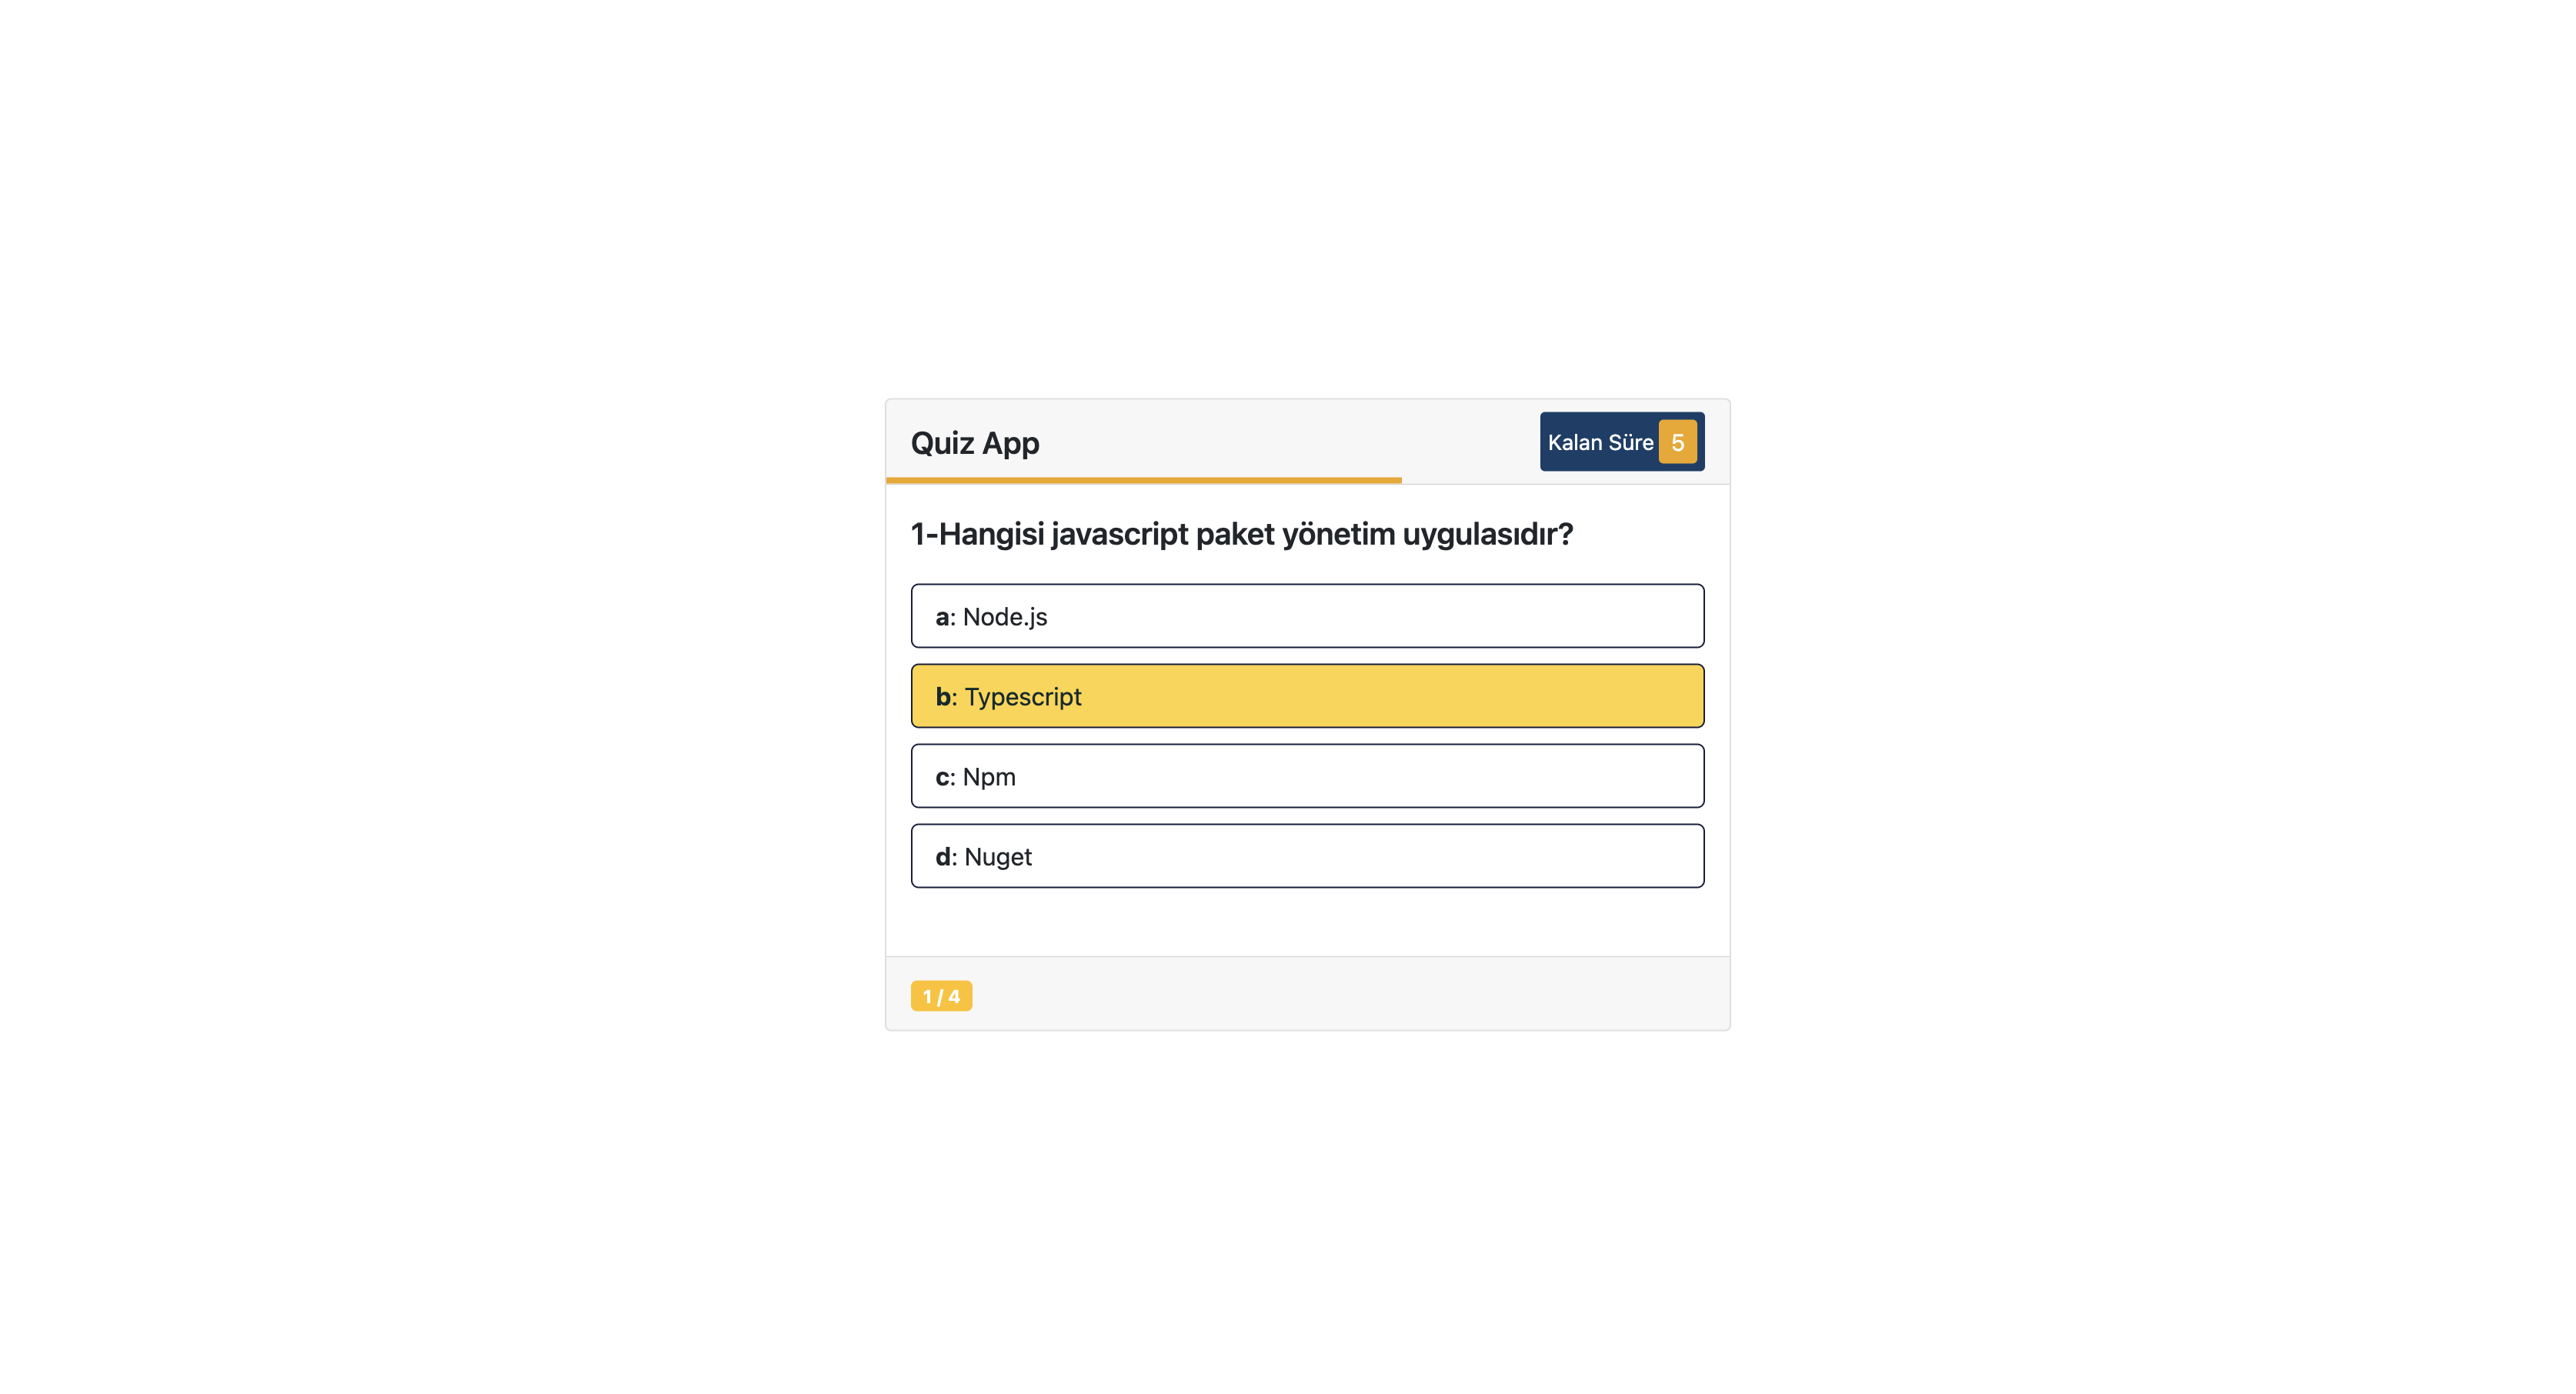 Quiz App
Kalan Süre 5
1-Hangisi javascript paket yönetim uygulasıdır?
a: Node.js
b: Typescript
c: Npm
d: Nuget
1 / 4